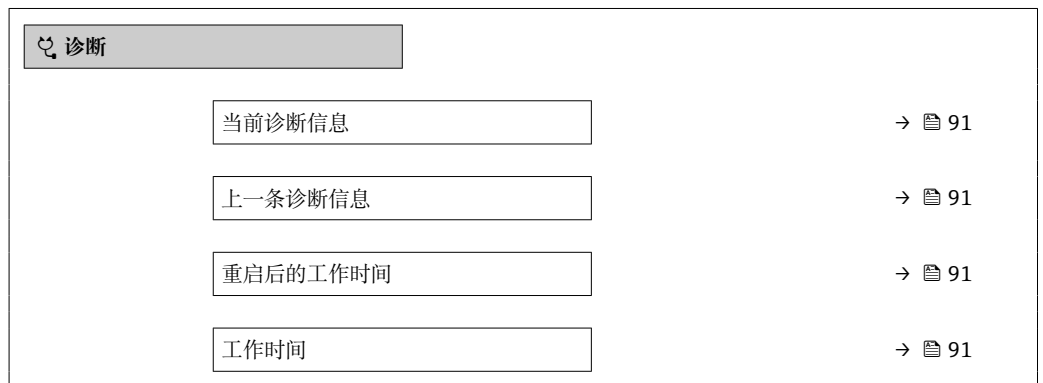 诊断
当前诊断信息 → 91
上一条诊断信息 → 91
重启后的工作时间 → 91
工作时间 → 91